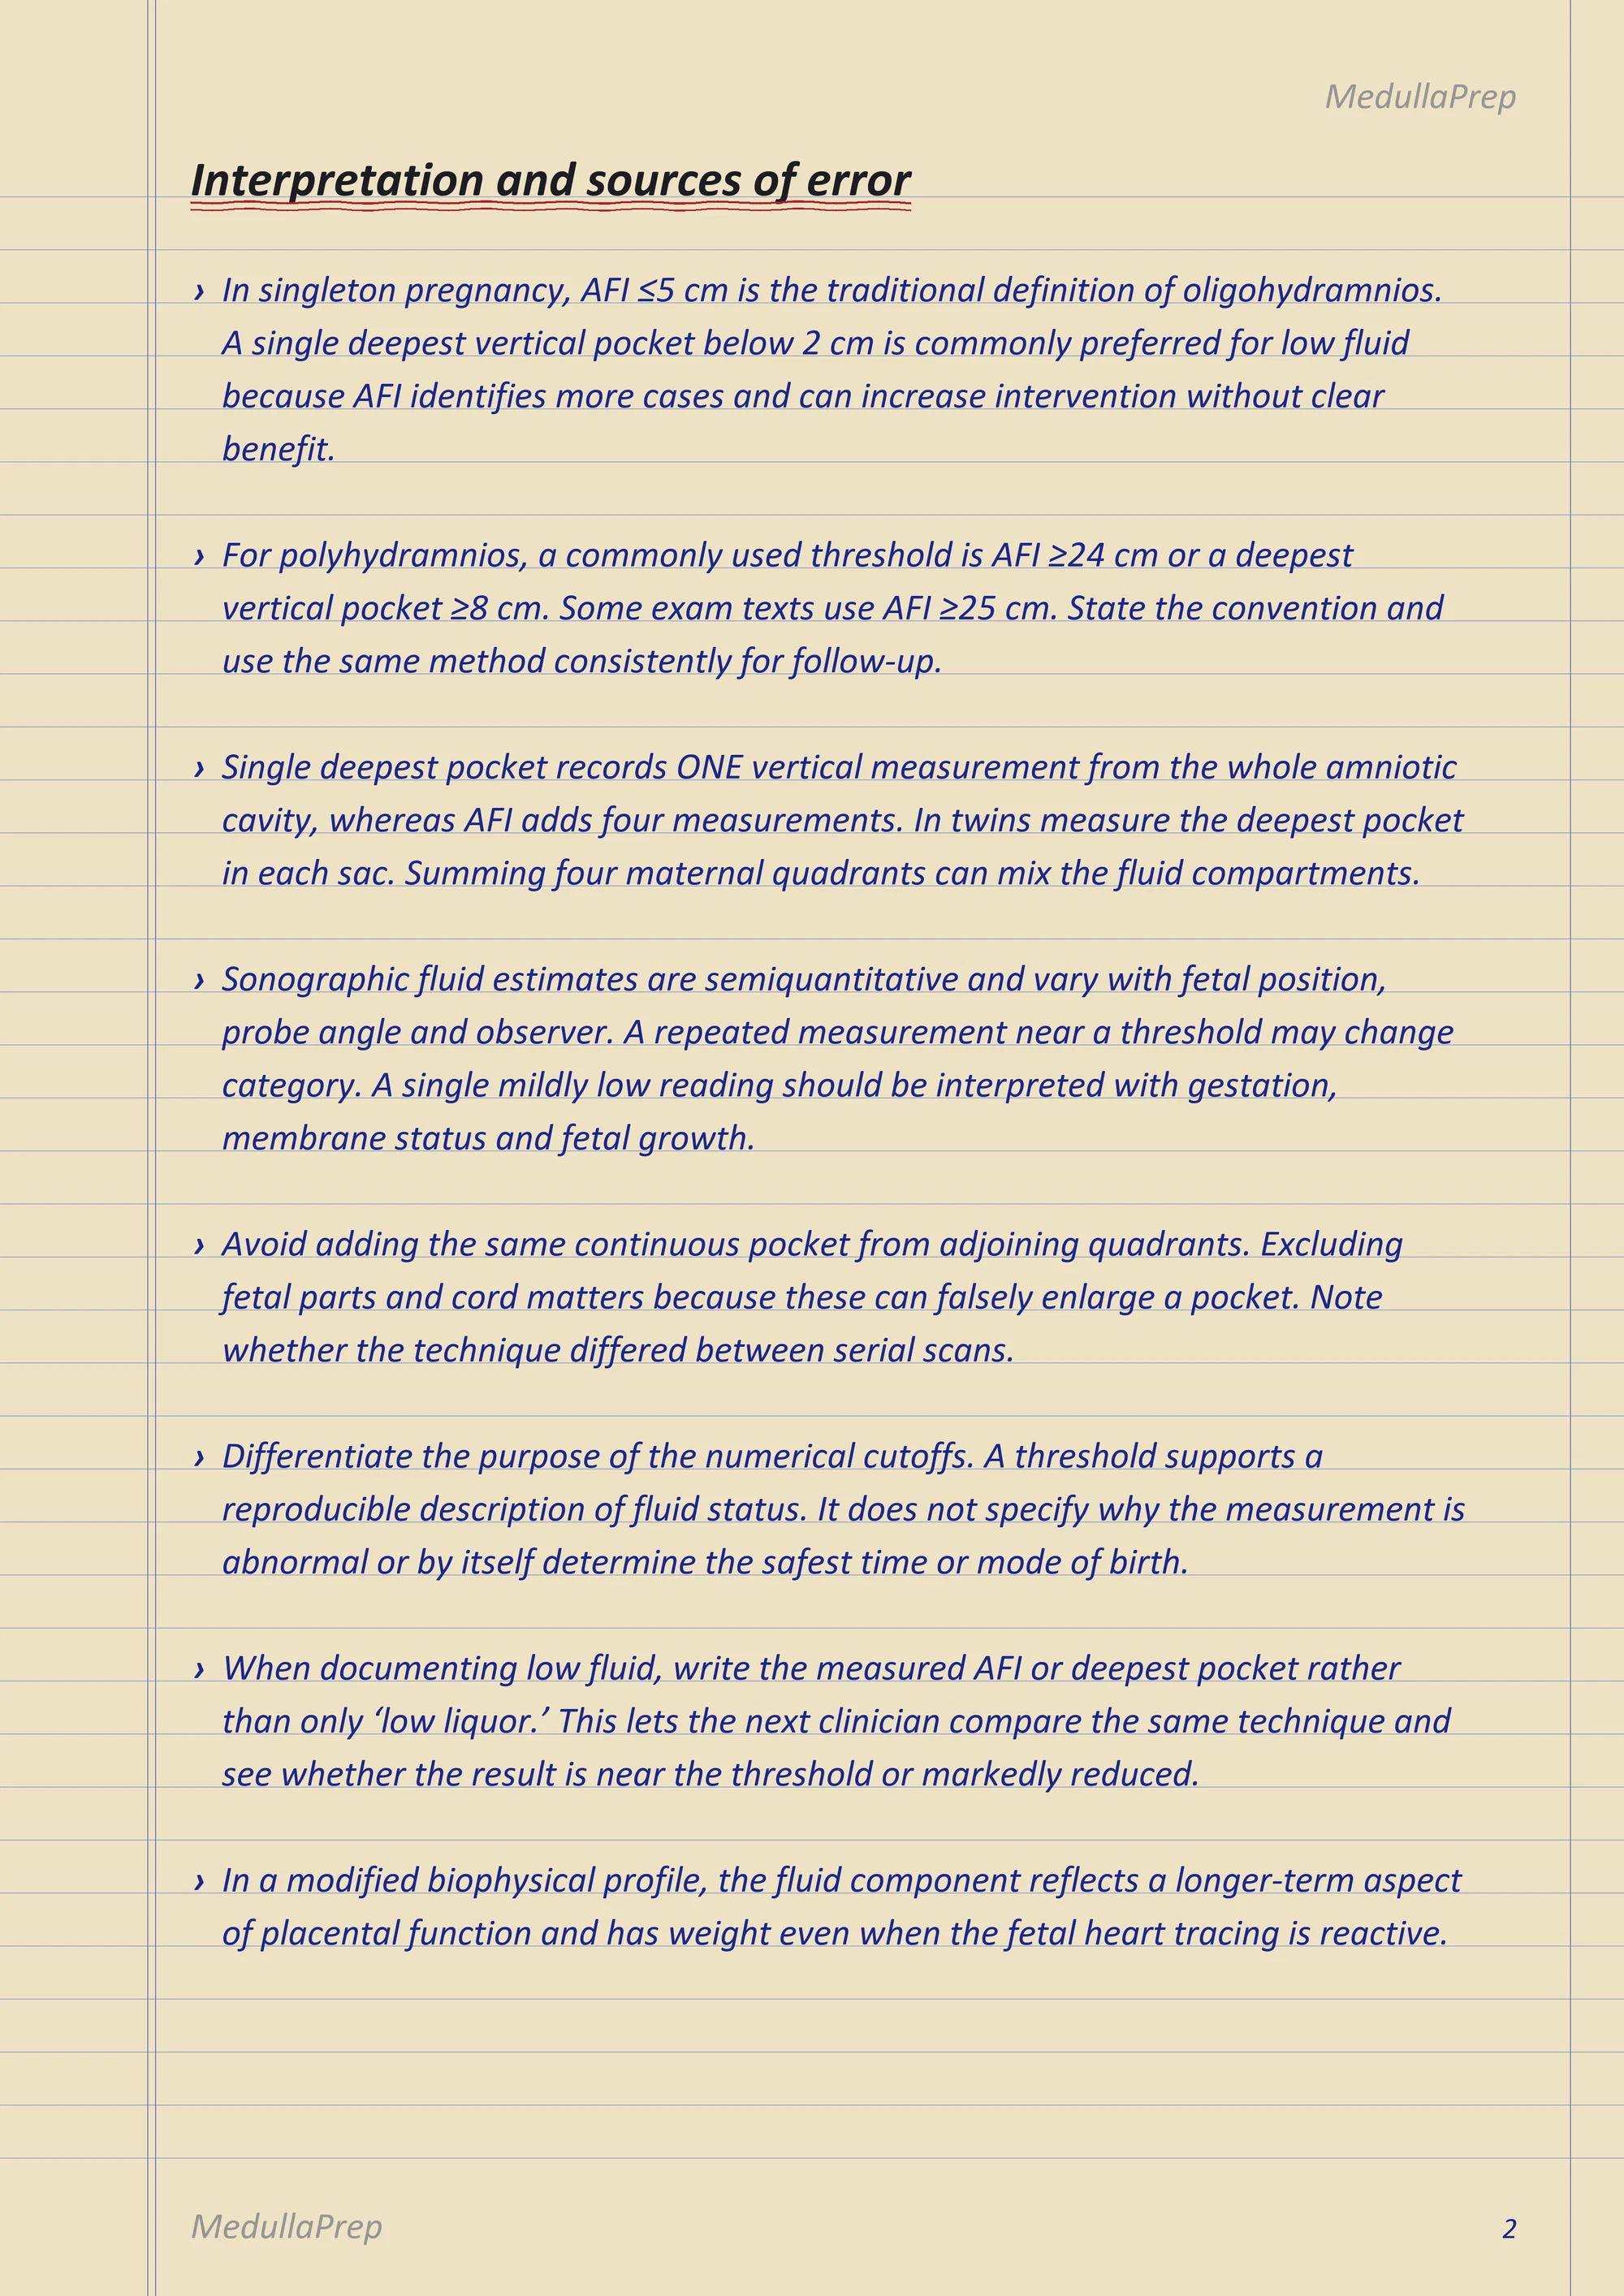 MedullaPrep
Interpretation and sources of error
› In singleton pregnancy, AFI ≤5 cm is the traditional definition of oligohydramnios.
A single deepest vertical pocket below 2 cm is commonly preferred for low fluid
because AFI identifies more cases and can increase intervention without clear
benefit.
› For polyhydramnios, a commonly used threshold is AFI ≥24 cm or a deepest
vertical pocket ≥8 cm. Some exam texts use AFI ≥25 cm. State the convention and
use the same method consistently for follow-up.
› Single deepest pocket records ONE vertical measurement from the whole amniotic
cavity, whereas AFI adds four measurements. In twins measure the deepest pocket
in each sac. Summing four maternal quadrants can mix the fluid compartments.
› Sonographic fluid estimates are semiquantitative and vary with fetal position,
probe angle and observer. A repeated measurement near a threshold may change
category. A single mildly low reading should be interpreted with gestation,
membrane status and fetal growth.
› Avoid adding the same continuous pocket from adjoining quadrants. Excluding
fetal parts and cord matters because these can falsely enlarge a pocket. Note
whether the technique differed between serial scans.
› Differentiate the purpose of the numerical cutoffs. A threshold supports a
reproducible description of fluid status. It does not specify why the measurement is
abnormal or by itself determine the safest time or mode of birth.
› When documenting low fluid, write the measured AFI or deepest pocket rather
than only ‘low liquor.’ This lets the next clinician compare the same technique and
see whether the result is near the threshold or markedly reduced.
› In a modified biophysical profile, the fluid component reflects a longer-term aspect
of placental function and has weight even when the fetal heart tracing is reactive.
MedullaPrep
2